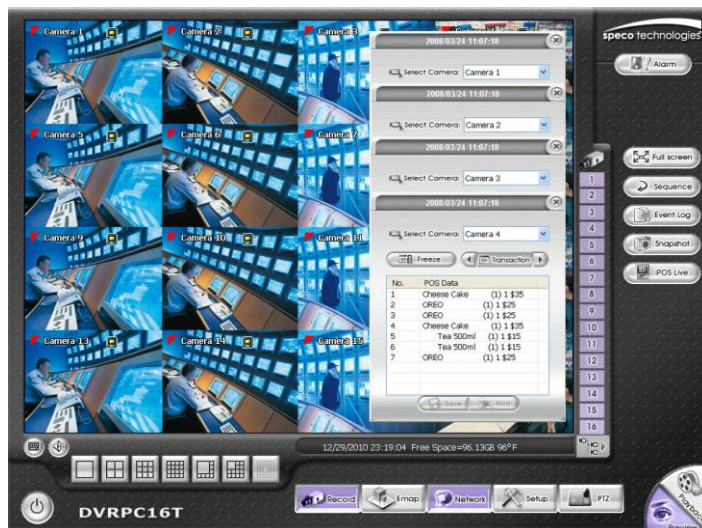 Camera 1
Camera 2
Camera 3
Camera 5
Camera 6
Camera 7
Camera 9
Camera 10
Camera 11
Camera 13
Camera 14
Camera 15
2008/03/24 11:07:18
Select Camera: Camera 1
2008/03/24 11:07:18
Select Camera: Camera 2
2008/03/24 11:07:18
Select Camera: Camera 3
2008/03/24 11:07:18
Select Camera: Camera 4
Freeze
Transaction
No. POS Data
1 Cheese Cake (1) 1 $35
2 OREO (1) 1 $25
3 OREO (1) 1 $25
4 Cheese Cake (1) 1 $35
5 Tea 500ml (1) 1 $15
6 Tea 500ml (1) 1 $15
7 OREO (1) 1 $25
Save
Print
1
2
3
4
5
6
7
8
9
10
11
12
13
14
15
16
speco technologies
Alarm
Full screen
Sequence
Event Log
Snapshot
POS Live
12/29/2010 23:19:04 Free Space=96.13GB 96°F
DVRPC16T
Record
Emap
Network
Setup
PTZ
Playback
Preview